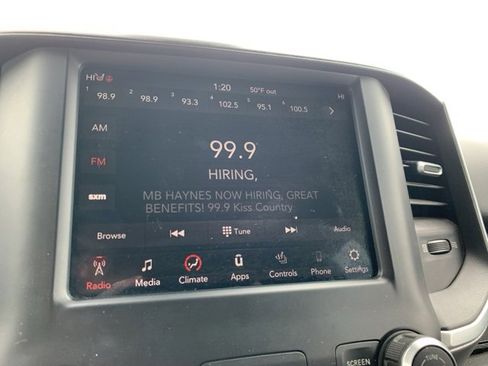 HI
1:20
50°F out
HI
1 98.9
2 98.9
3 93.3
4 102.5
5 95.1
6 100.5
AM
FM
sxm
99.9
HIRING,
MB HAYNES NOW HIRING, GREAT
BENEFITS! 99.9 Kiss Country
Browse
Tune
Audio
Radio
Media
Climate
Apps
Controls
Phone
Settings
SCREEN
TUNE